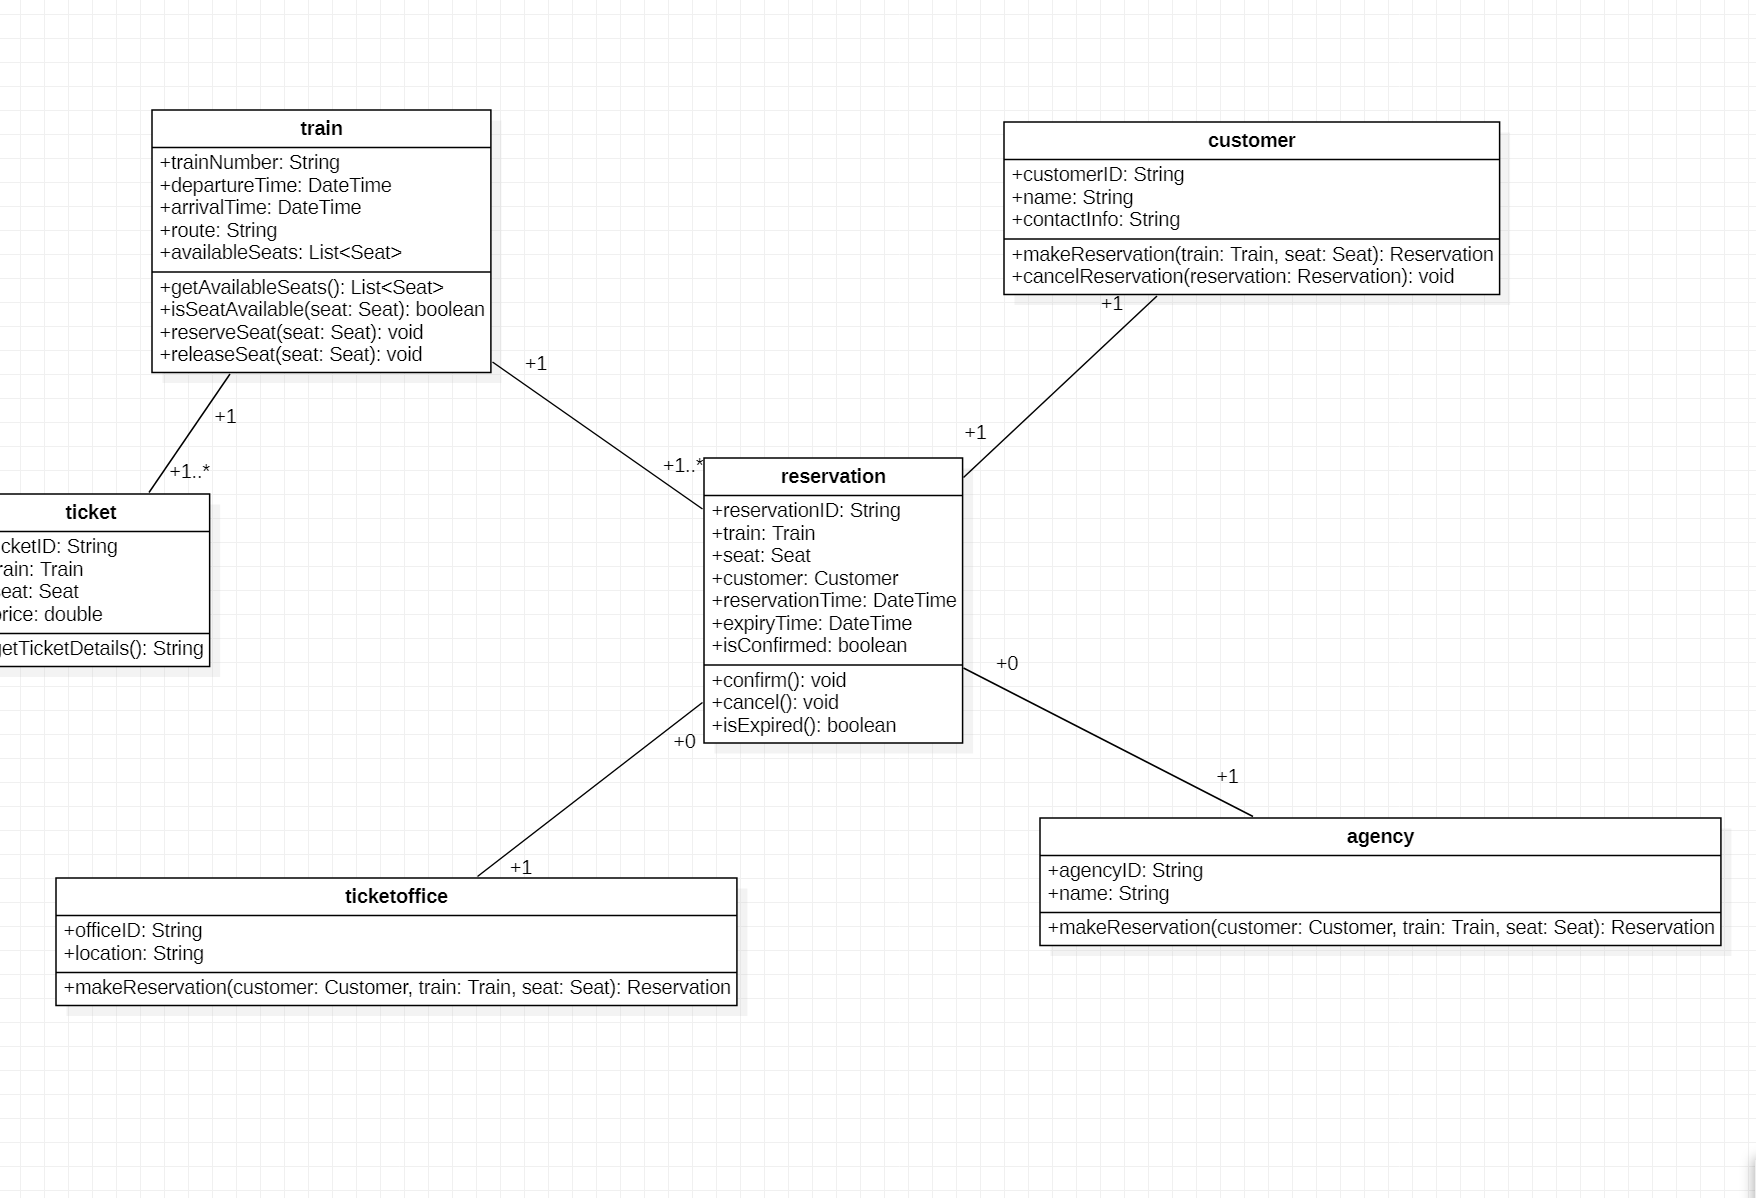 train
+trainNumber: String
+departureTime: DateTime
+arrivalTime: DateTime
+route: String
+availableSeats: List<Seat>
+getAvailableSeats(): List<Seat>
+isSeatAvailable(seat: Seat): boolean
+reserveSeat(seat: Seat): void
+releaseSeat(seat: Seat): void
customer
+customerID: String
+name: String
+contactInfo: String
+makeReservation(train: Train, seat: Seat): Reservation
+cancelReservation(reservation: Reservation): void
+1
+1
+1
+1..*
+1
+1..*
ticket
cketID: String
rain: Train
eat: Seat
rice: double
etTicketDetails(): String
reservation
+reservationID: String
+train: Train
+seat: Seat
+customer: Customer
+reservationTime: DateTime
+expiryTime: DateTime
+isConfirmed: boolean
+confirm(): void
+cancel(): void
+isExpired(): boolean
+0
+0
+1
+1
ticketoffice
+officeID: String
+location: String
+makeReservation(customer: Customer, train: Train, seat: Seat): Reservation
agency
+agencyID: String
+name: String
+makeReservation(customer: Customer, train: Train, seat: Seat): Reservation